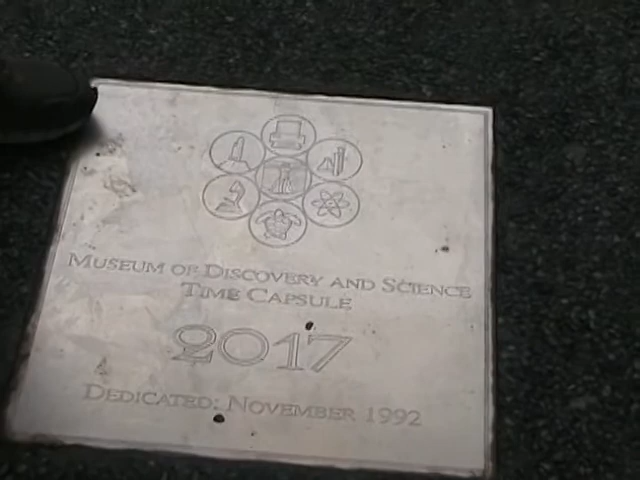 Museum of Discovery and Science
Time Capsule
2017
Dedicated: November 1992